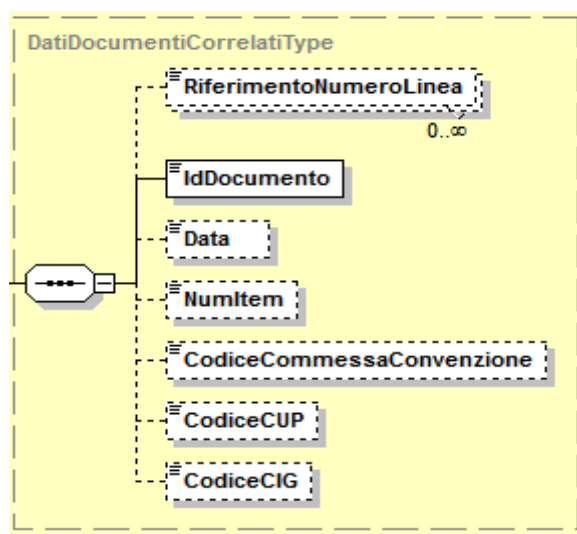 DatiDocumentiCorrelatiType
RiferimentoNumeroLinea
0..∞
IdDocumento
Data
NumItem
CodiceCommessaConvenzione
CodiceCUP
CodiceCIG